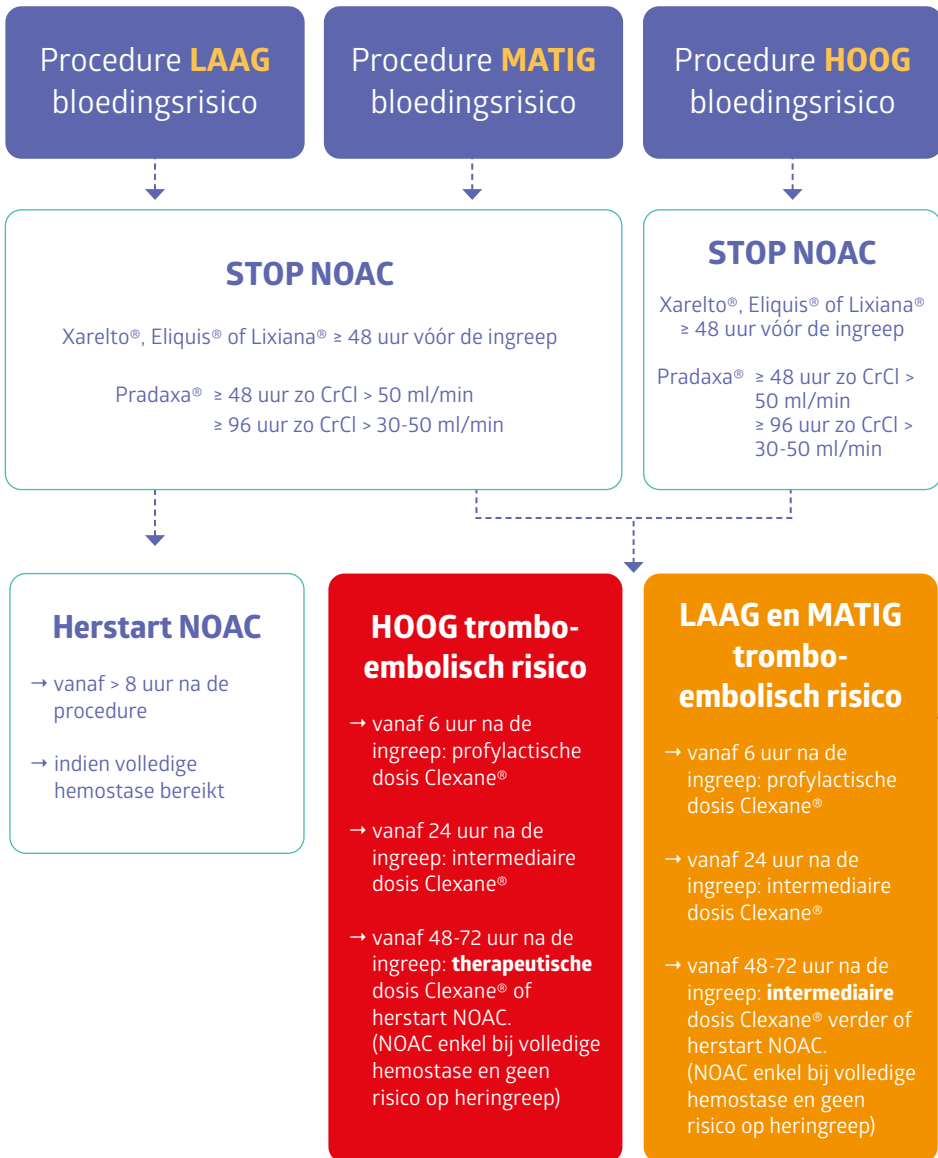 Procedure LAAG
bloedingsrisico
Procedure MATIG
bloedingsrisico
Procedure HOOG
bloedingsrisico
STOP NOAC
Xarelto®, Eliquis® of Lixiana® ≥ 48 uur vóór de ingreep
Pradaxa® ≥ 48 uur zo CrCl > 50 ml/min
≥ 96 uur zo CrCl > 30-50 ml/min
STOP NOAC
Xarelto®, Eliquis® of Lixiana®
≥ 48 uur vóór de ingreep
Pradaxa® ≥ 48 uur zo CrCl >
50 ml/min
≥ 96 uur zo CrCl >
30-50 ml/min
Herstart NOAC
→ vanaf > 8 uur na de
procedure
→ indien volledige
hemostase bereikt
HOOG trombo-
embolisch risico
→ vanaf 6 uur na de
ingreep: profylactische
dosis Clexane®
→ vanaf 24 uur na de
ingreep: intermediaire
dosis Clexane®
→ vanaf 48-72 uur na de
ingreep: therapeutische
dosis Clexane® of
herstart NOAC.
(NOAC enkel bij volledige
hemostase en geen
risico op heringreep)
LAAG en MATIG
trombo-
embolisch risico
→ vanaf 6 uur na de
ingreep: profylactische
dosis Clexane®
→ vanaf 24 uur na de
ingreep: intermediaire
dosis Clexane®
→ vanaf 48-72 uur na de
ingreep: intermediaire
dosis Clexane® verder of
herstart NOAC.
(NOAC enkel bij volledige
hemostase en geen
risico op heringreep)